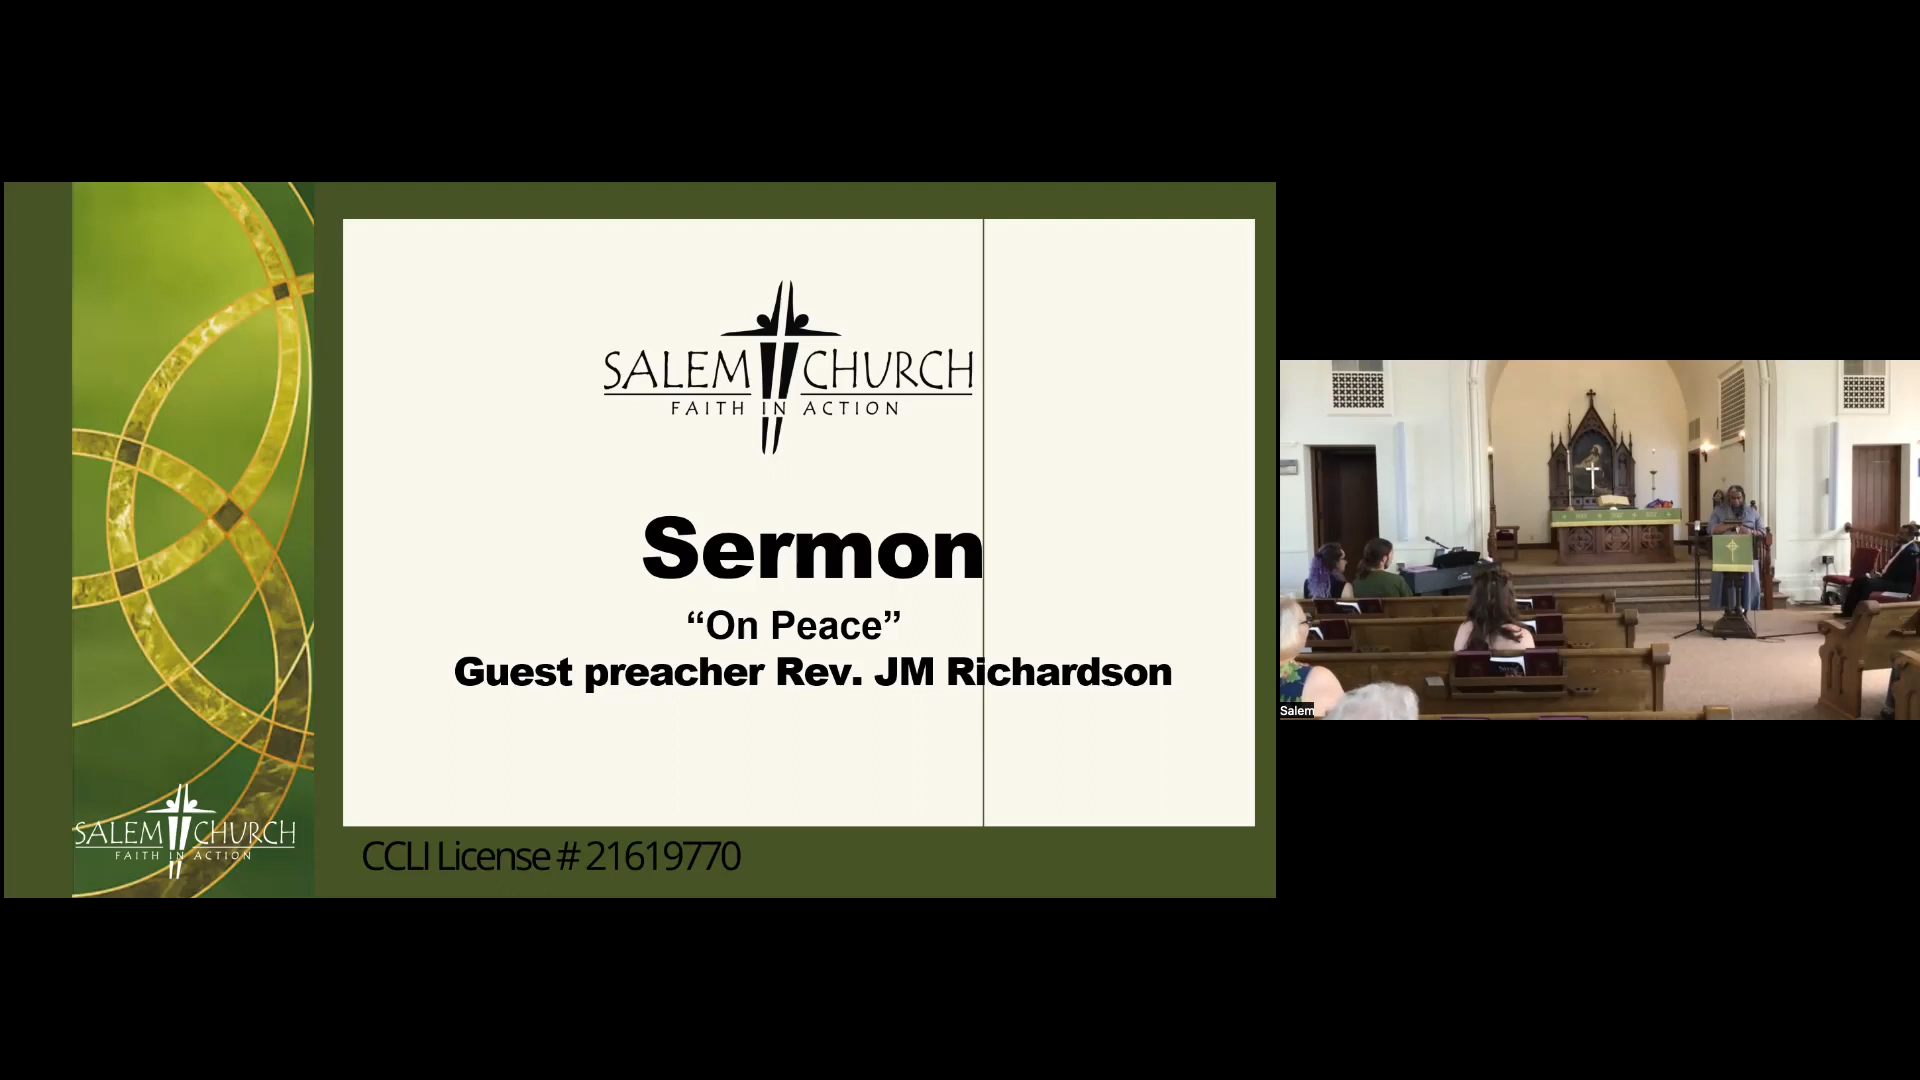 SALEM CHURCH
FAITH IN ACTION
Sermon
“On Peace”
Guest preacher Rev. JM Richardson
SALEM CHURCH
FAITH IN ACTION
CCLI License # 21619770
Salem